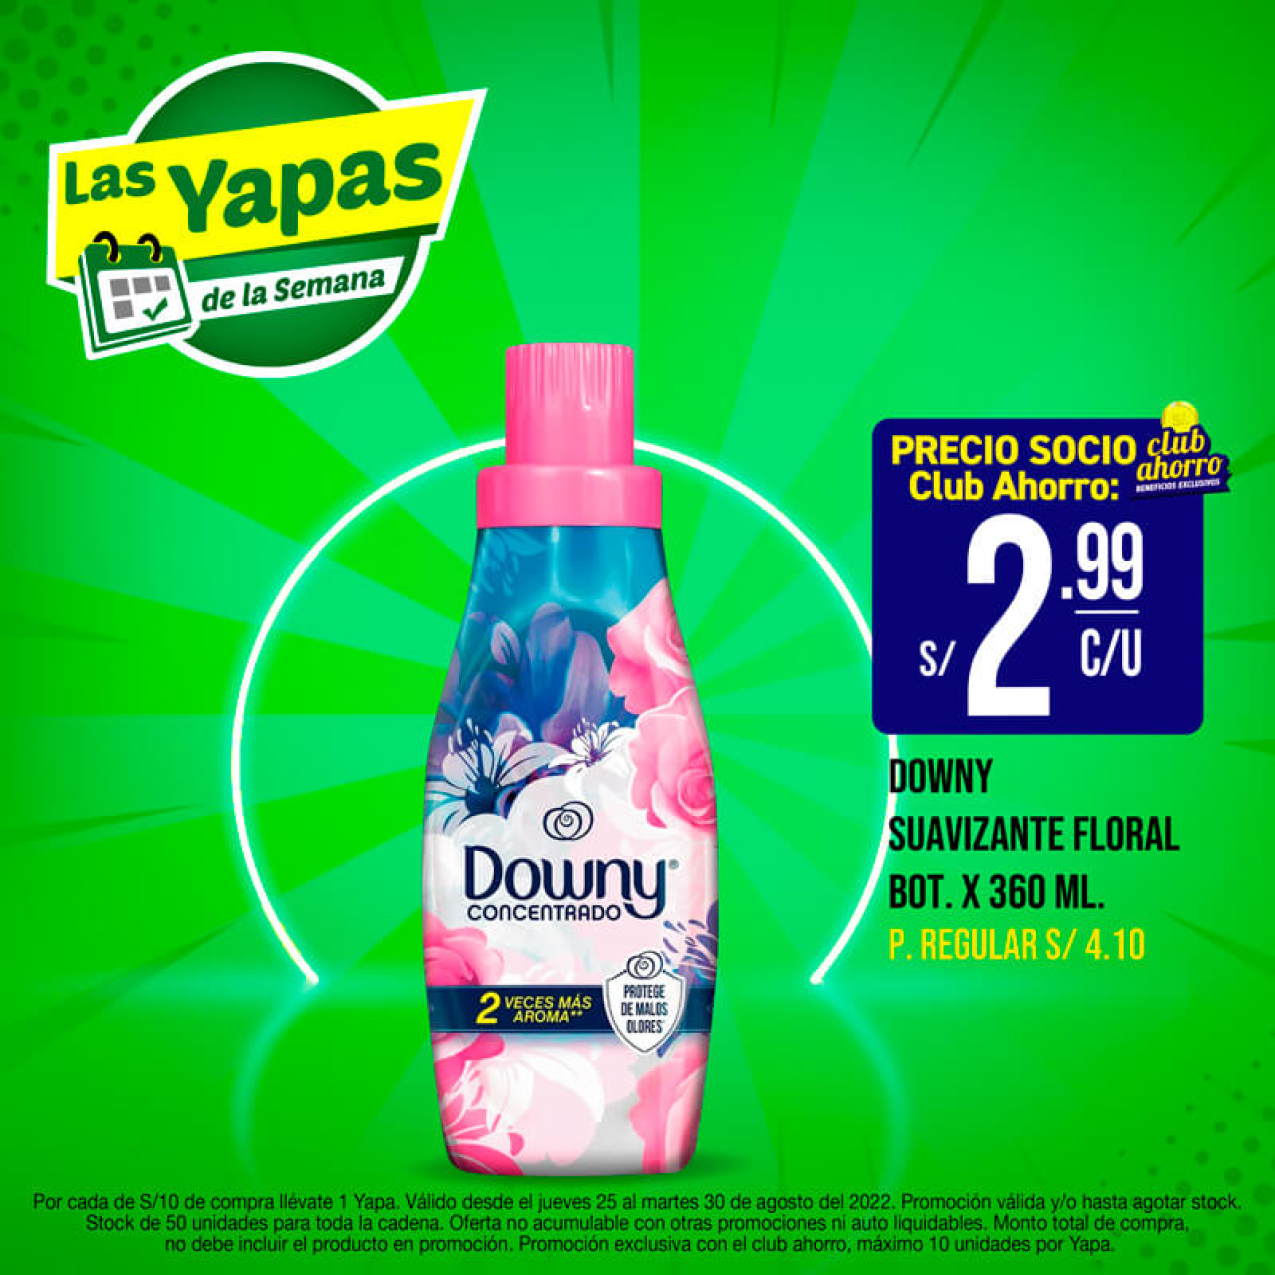 Las Yapas
de la Semana
PRECIO SOCIO
Club Ahorro:
club
ahorro
BENEFICIOS EXCLUSIVOS
S/ 2.99
C/U
DOWNY
SUAVIZANTE FLORAL
BOT. X 360 ML.
P. REGULAR S/ 4.10
Downy®
CONCENTRADO
2 VECES MÁS
AROMA**
PROTEGE
DE MALOS
OLORES*
Por cada de S/10 de compra llévate 1 Yapa. Válido desde el jueves 25 al martes 30 de agosto del 2022. Promoción válida y/o hasta agotar stock.
Stock de 50 unidades para toda la cadena. Oferta no acumulable con otras promociones ni auto liquidables. Monto total de compra,
no debe incluir el producto en promoción. Promoción exclusiva con el club ahorro, máximo 10 unidades por Yapa.